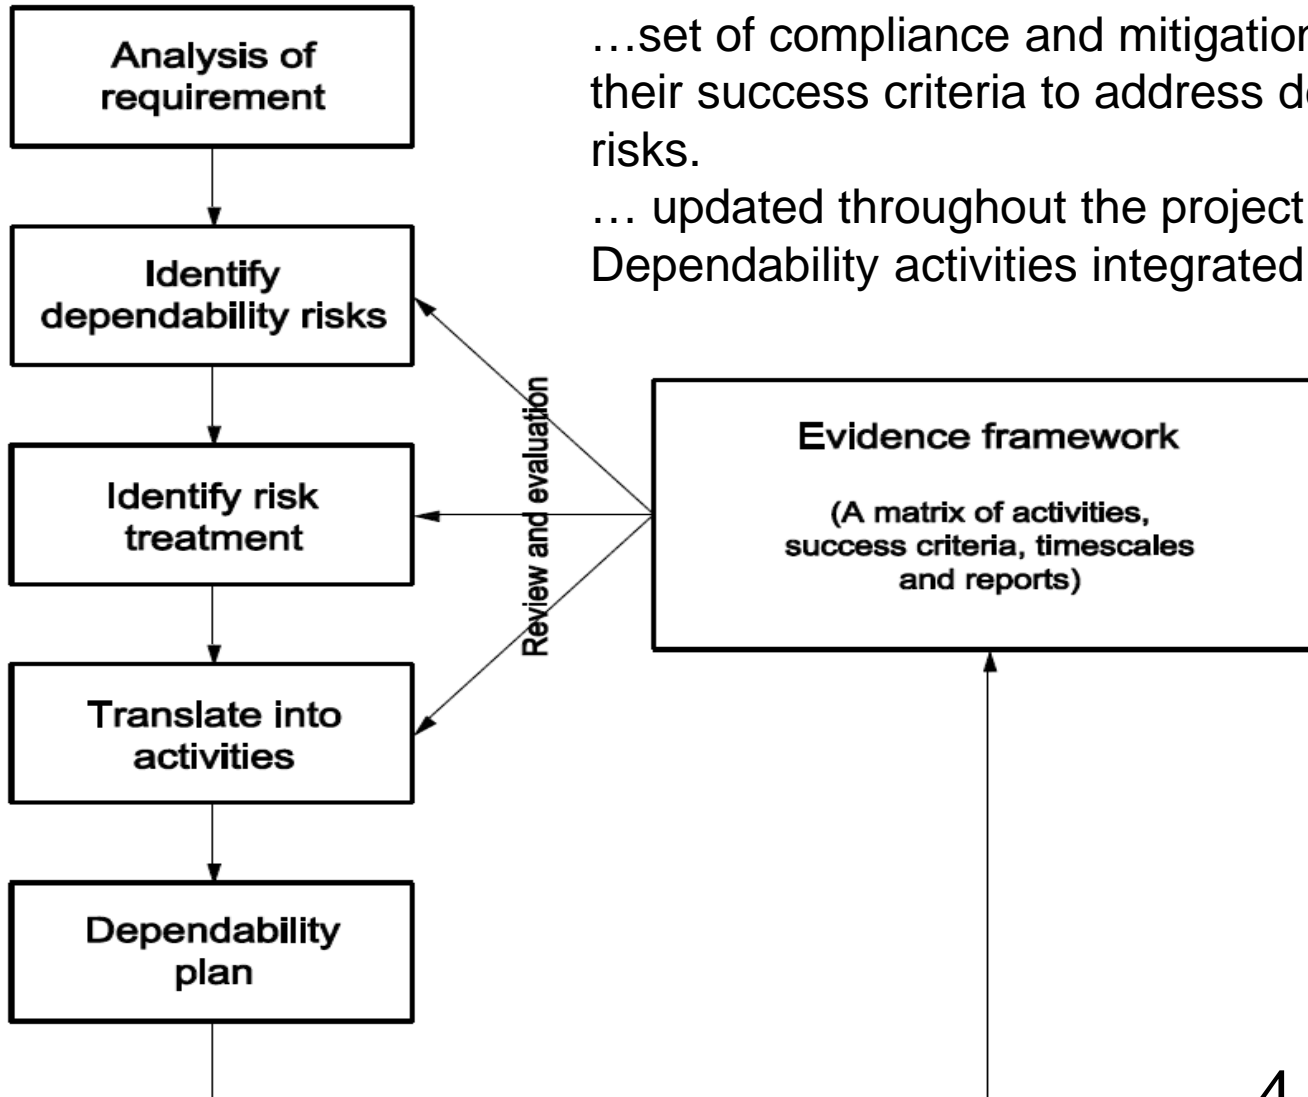 Analysis of
requirement
…set of compliance and mitigation
their success criteria to address
risks.
… updated throughout the project
Dependability activities integrated
Identify
dependability risks
Review and evaluation
Evidence framework
(A matrix of activities,
success criteria, timescales
and reports)
Identify risk
treatment
Translate into
activities
Dependability
plan
4